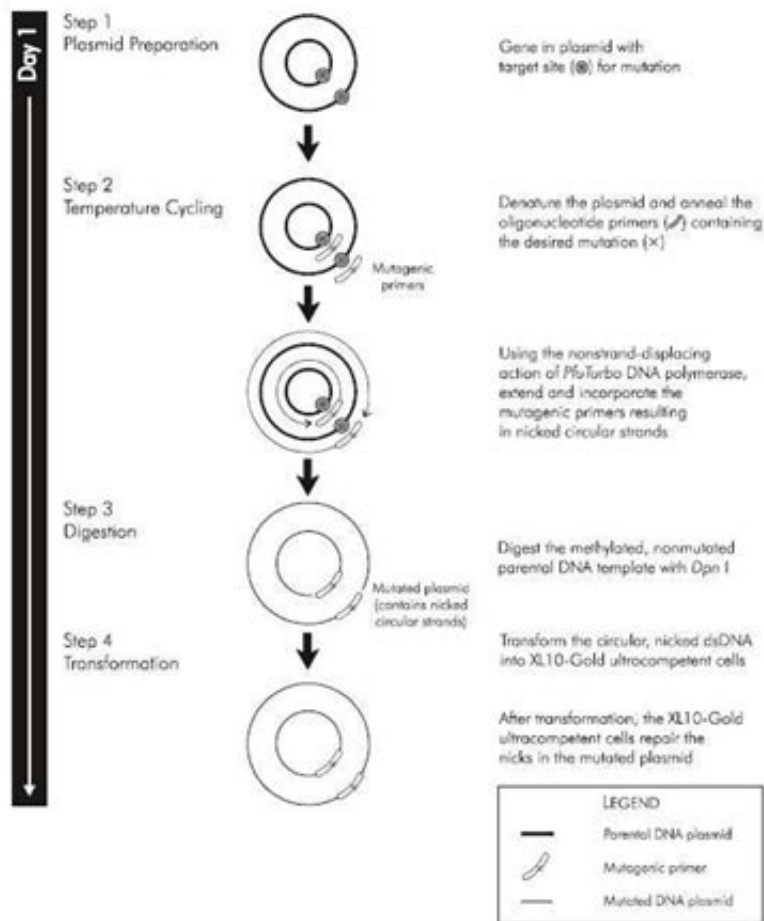 Day 1
Step 1
Plasmid Preparation
Gene in plasmid with
target site (⊗) for mutation
Step 2
Temperature Cycling
Denature the plasmid and anneal the
oligonucleotide primers ( ) containing
the desired mutation (×)
Mutagenic
primers
Using the nonstrand-displacing
action of PfuTurbo DNA polymerase,
extend and incorporate the
mutagenic primers resulting
in nicked circular strands
Step 3
Digestion
Digest the methylated, nonmutated
parental DNA template with Dpn I
Mutated plasmid
(contains nicked
circular strands)
Step 4
Transformation
Transform the circular, nicked dsDNA
into XL10-Gold ultracompetent cells
After transformation, the XL10-Gold
ultracompetent cells repair the
nicks in the mutated plasmid
LEGEND
Parental DNA plasmid
Mutagenic primer
Mutated DNA plasmid